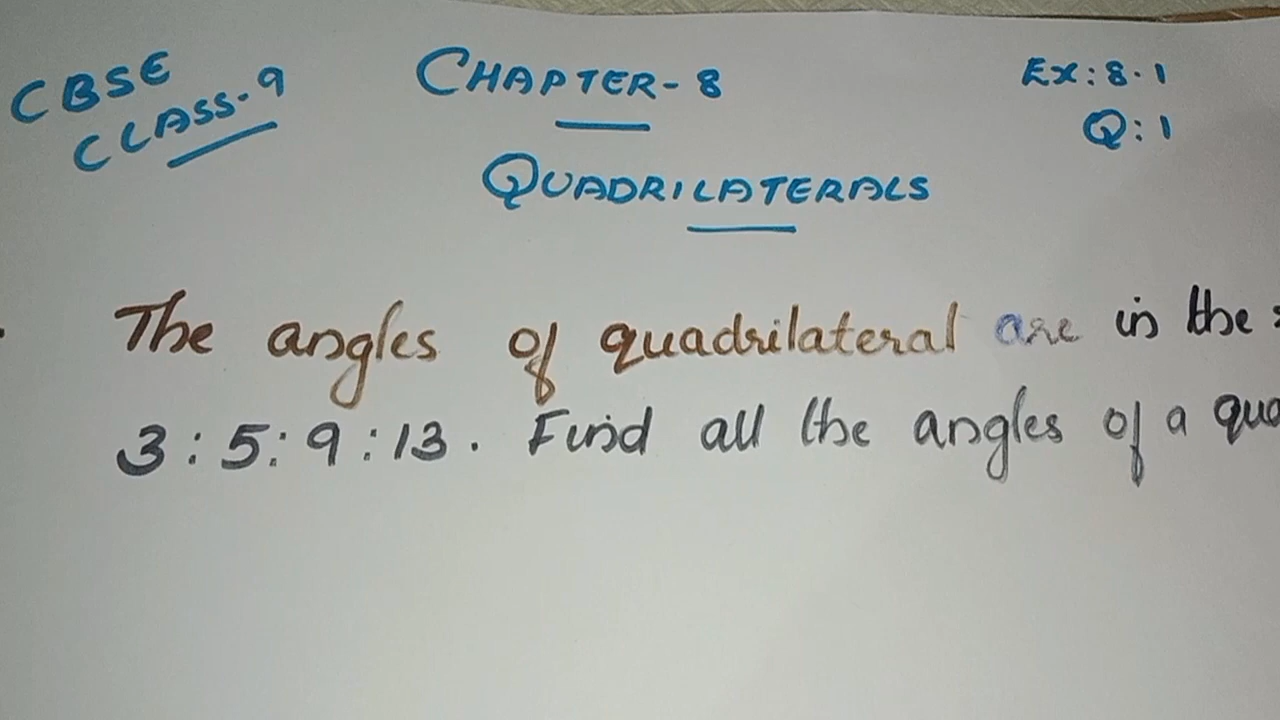 CBSE
CLASS-9
CHAPTER-8
Ex: 8.1
Q: 1
QUADRILATERALS
The angles of quadrilateral are in the
3:5:9:13. Find all the angles of a